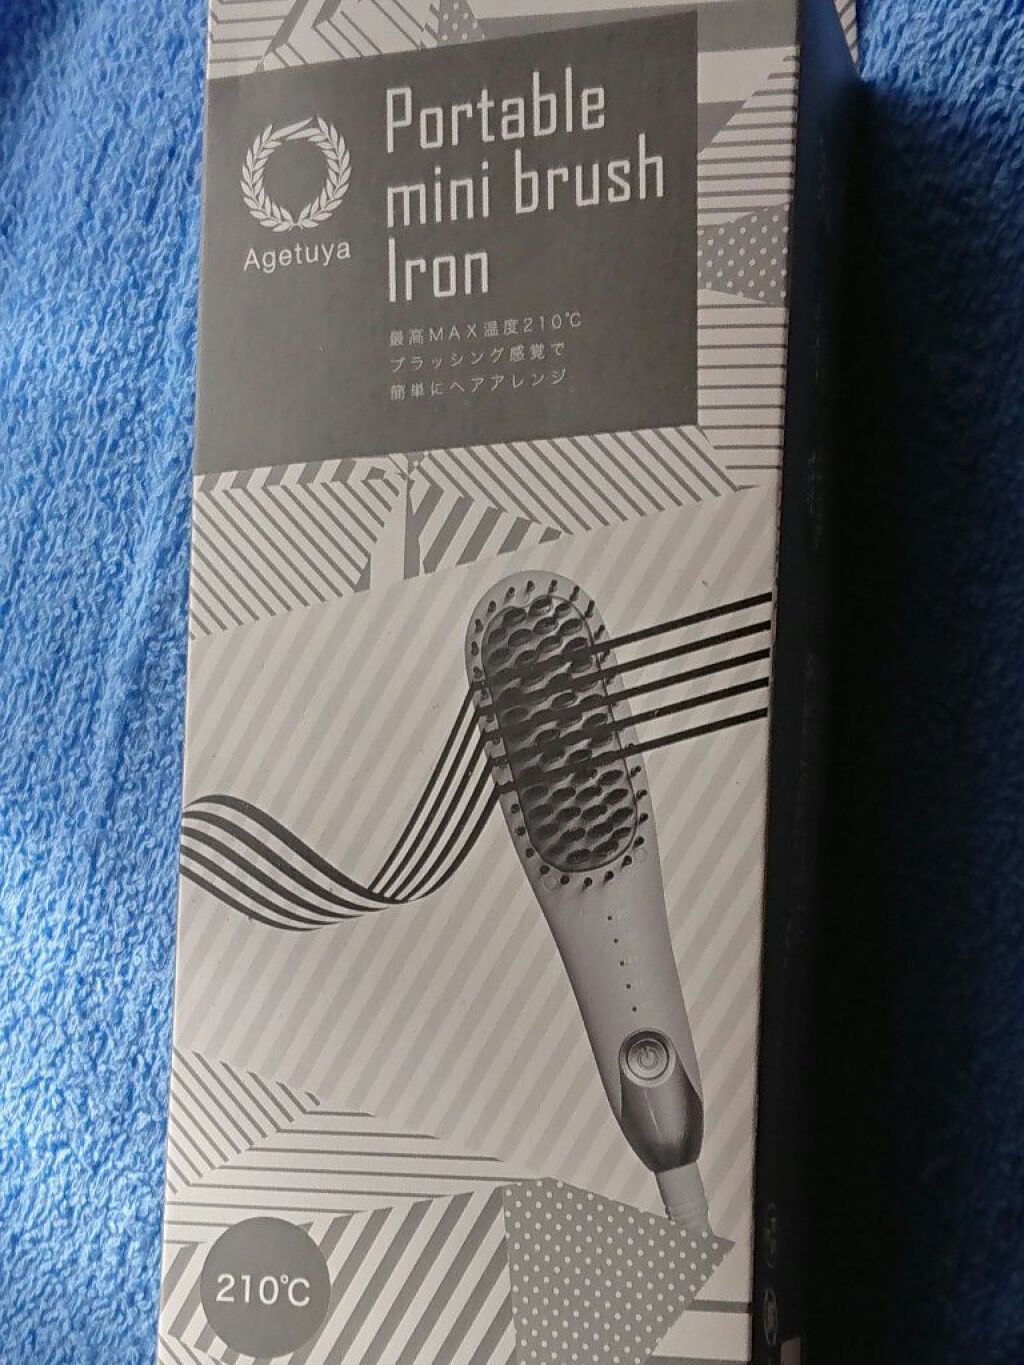 Portable
mini brush
Iron
Agetuya
最高MAX温度210℃
ブラッシング感覚で
簡単にヘアアレンジ
210℃